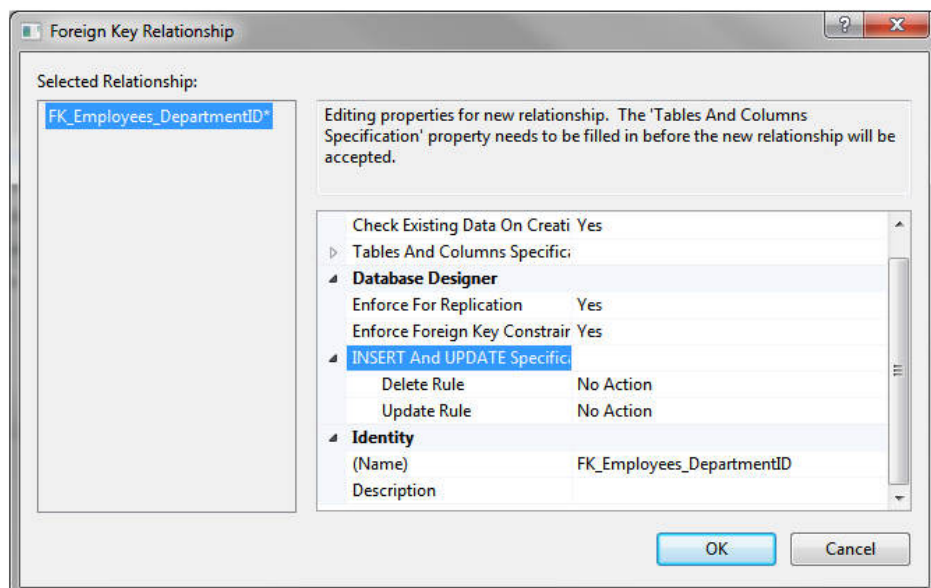 Foreign Key Relationship
Selected Relationship:
FK_Employees_DepartmentID*
Editing properties for new relationship. The 'Tables And Columns
Specification' property needs to be filled in before the new relationship will be
accepted.
Check Existing Data On Creati Yes
Tables And Columns Specifica
Database Designer
Enforce For Replication Yes
Enforce Foreign Key Constrair Yes
INSERT And UPDATE Specifica
Delete Rule No Action
Update Rule No Action
Identity
(Name) FK_Employees_DepartmentID
Description
OK Cancel